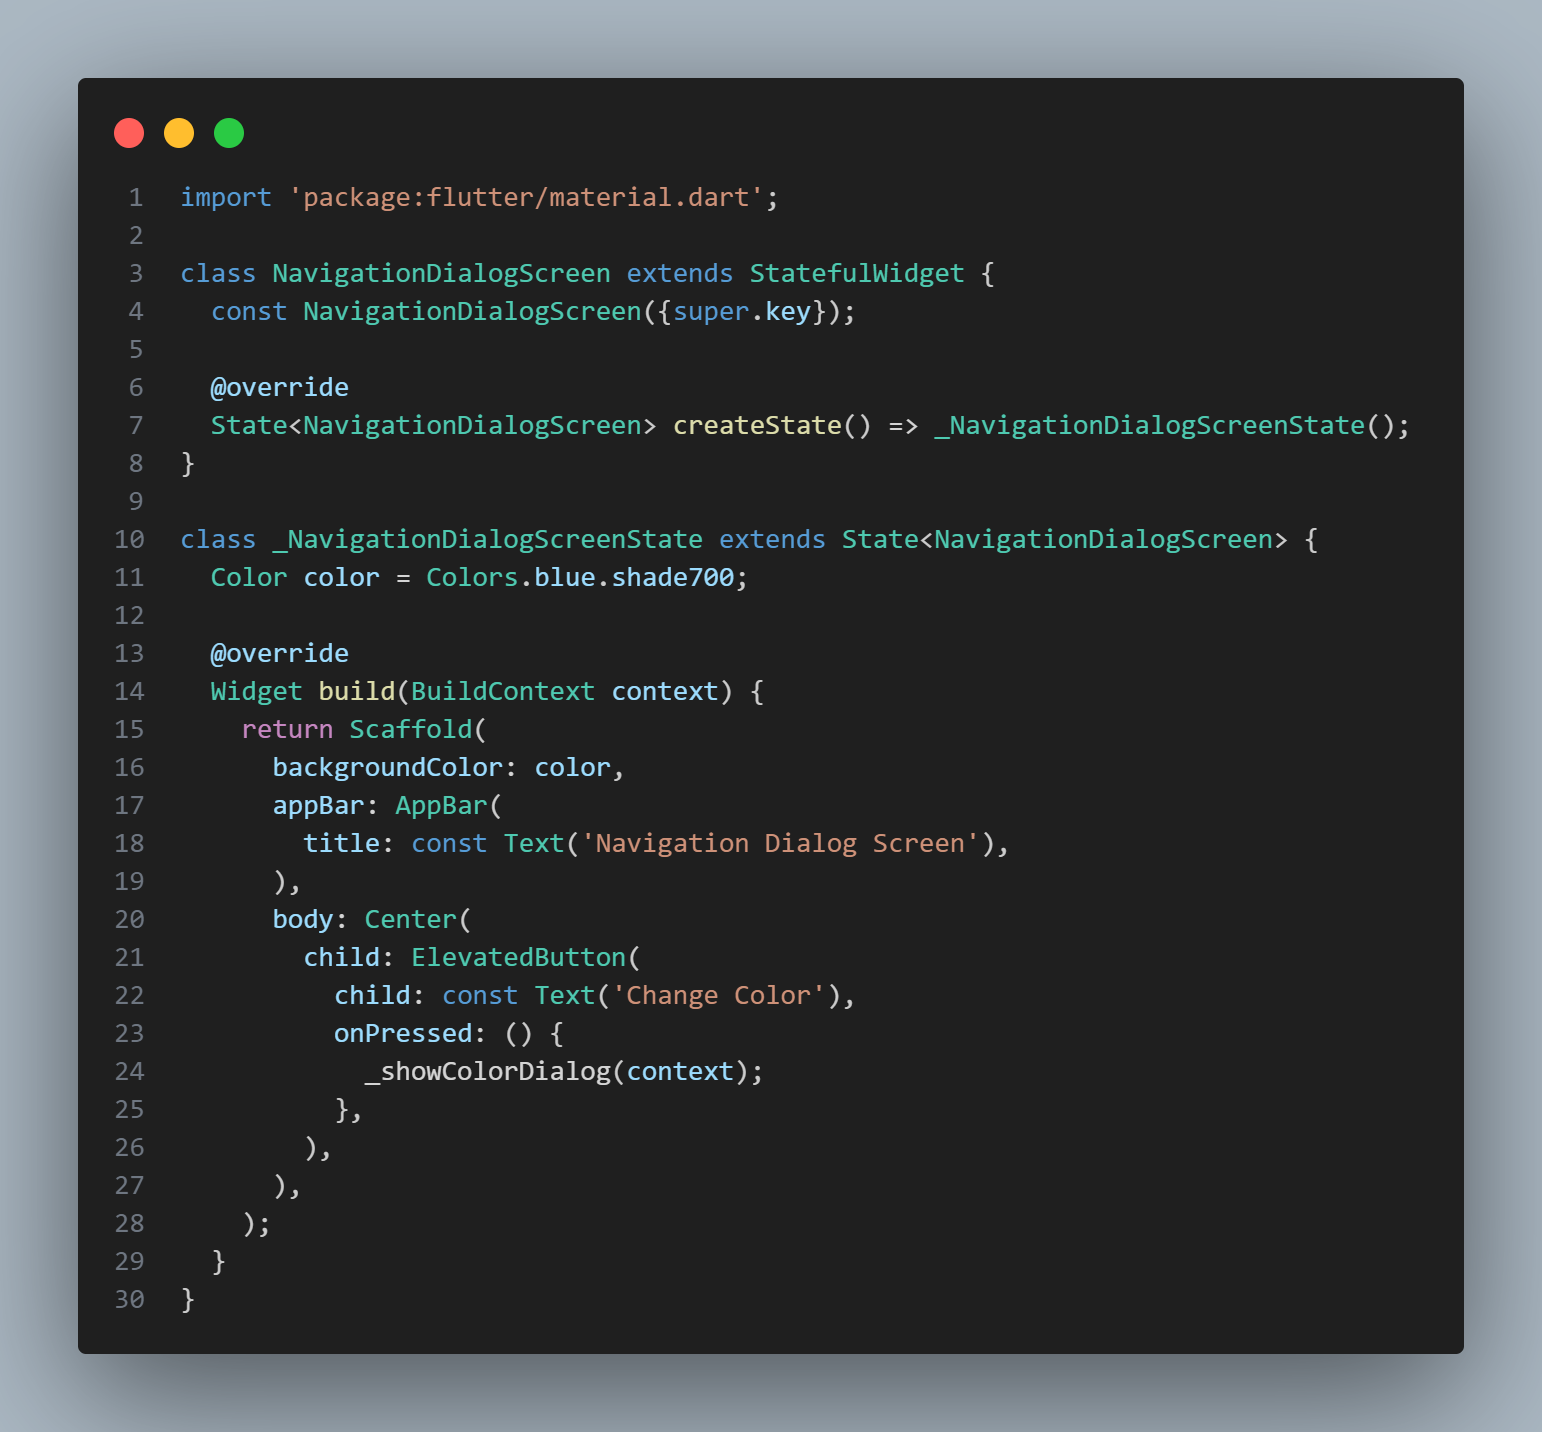 1 import 'package:flutter/material.dart';
2
3 class NavigationDialogScreen extends StatefulWidget {
4   const NavigationDialogScreen({super.key});
5
6   @override
7   State<NavigationDialogScreen> createState() => _NavigationDialogScreenState();
8 }
9
10 class _NavigationDialogScreenState extends State<NavigationDialogScreen> {
11   Color color = Colors.blue.shade700;
12
13   @override
14   Widget build(BuildContext context) {
15     return Scaffold(
16       backgroundColor: color,
17       appBar: AppBar(
18         title: const Text('Navigation Dialog Screen'),
19       ),
20       body: Center(
21         child: ElevatedButton(
22           child: const Text('Change Color'),
23           onPressed: () {
24             _showColorDialog(context);
25           },
26         ),
27       ),
28     );
29   }
30 }